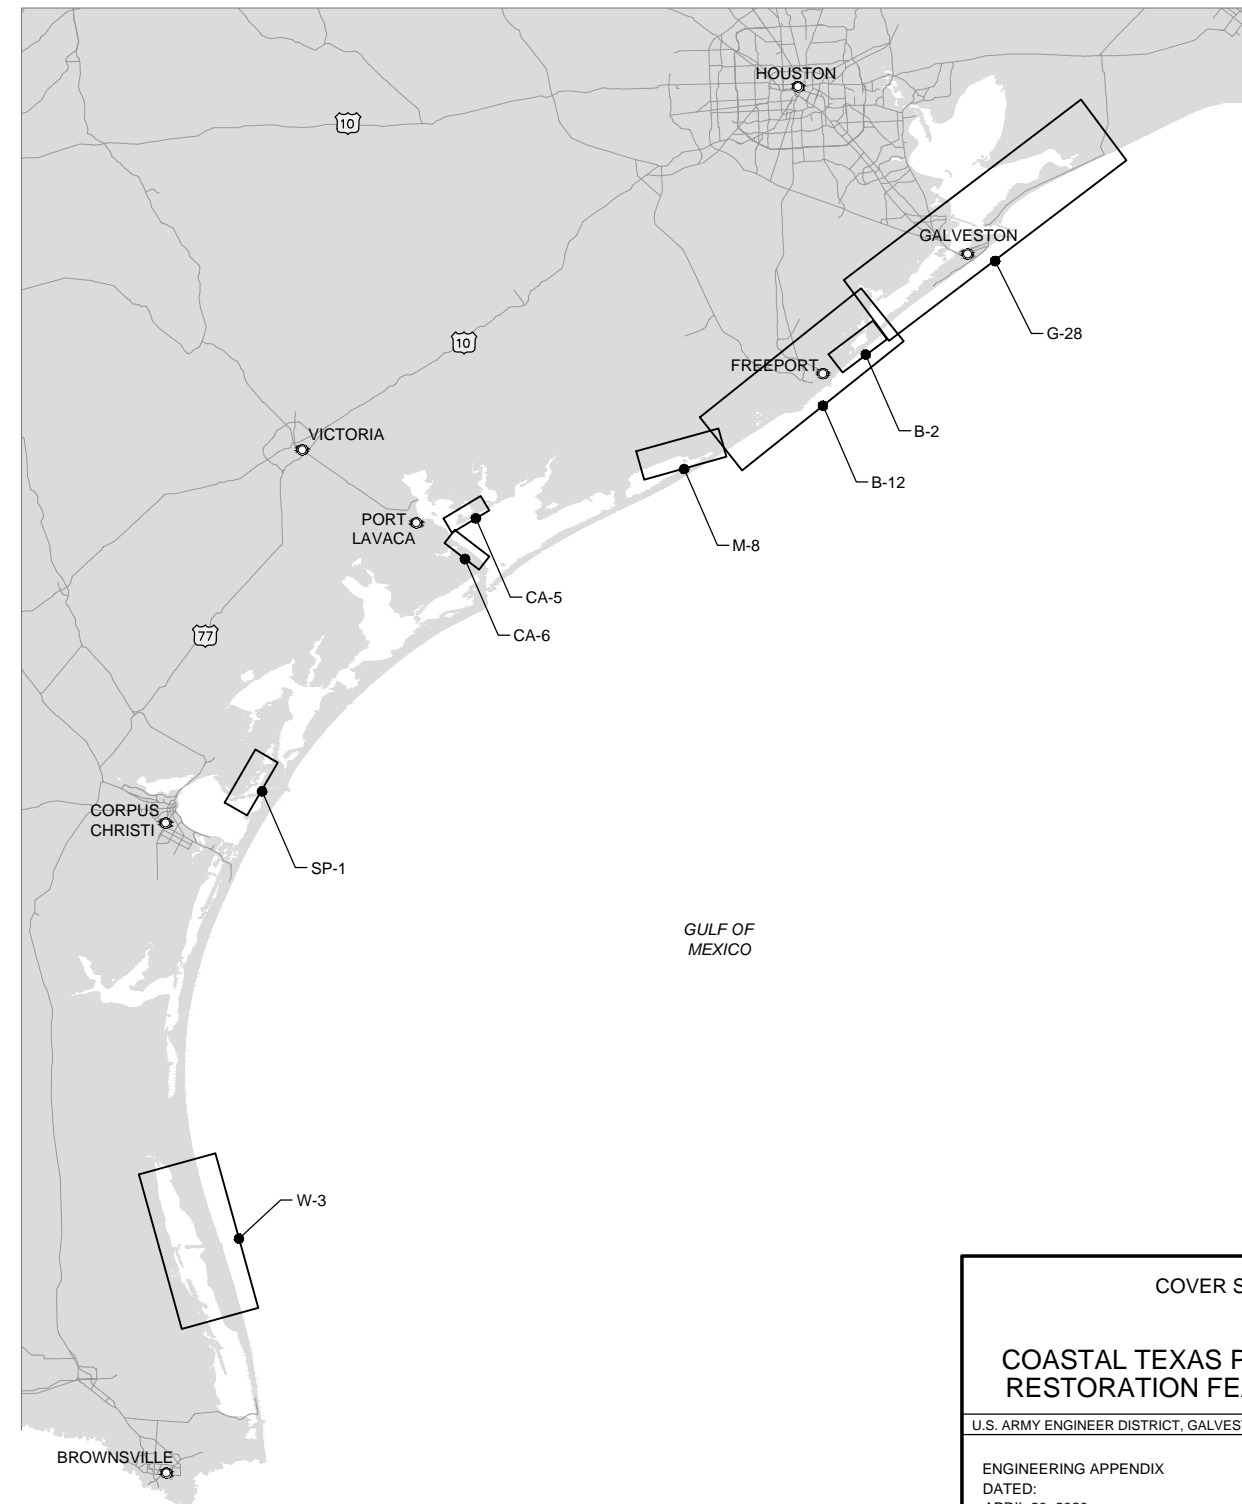 HOUSTON
10
GALVESTON
G-28
10
FREEPORT
B-2
VICTORIA
B-12
PORT
LAVACA
M-8
CA-5
CA-6
77
CORPUS
CHRISTI
SP-1
GULF OF
MEXICO
W-3
BROWNSVILLE
COVER S
COASTAL TEXAS P
RESTORATION FE
U.S. ARMY ENGINEER DISTRICT, GALVES
ENGINEERING APPENDIX
DATED: